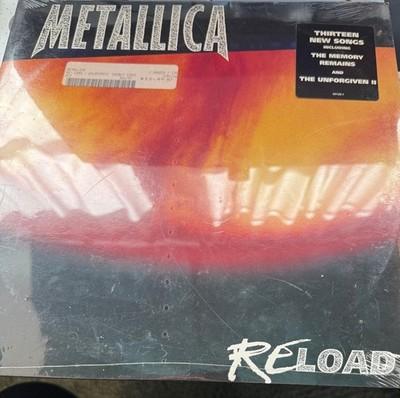 METALLICA
THIRTEEN
NEW SONGS
INCLUDING
THE MEMORY
REMAINS
AND
THE UNFORGIVEN II
RELOAD